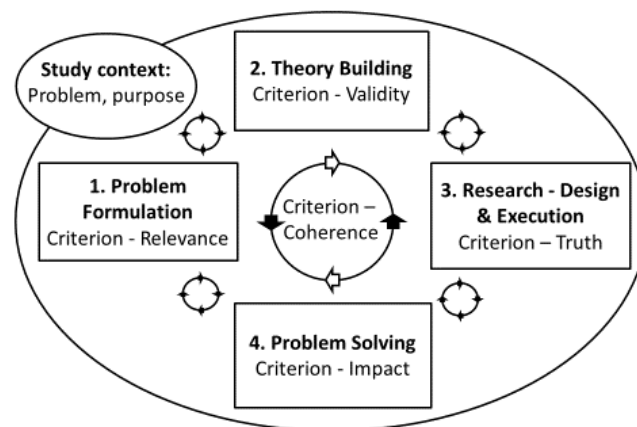 Study context:
Problem, purpose
2. Theory Building
Criterion - Validity
1. Problem
Formulation
Criterion - Relevance
Criterion –
Coherence
3. Research - Design
& Execution
Criterion – Truth
4. Problem Solving
Criterion - Impact